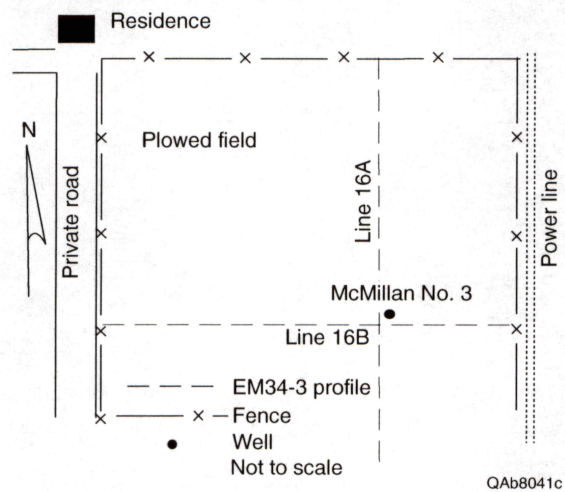 Residence
N
Plowed field
Private road
Line 16A
Power line
McMillan No. 3
Line 16B
EM34-3 profile
Fence
Well
Not to scale
QAb8041c